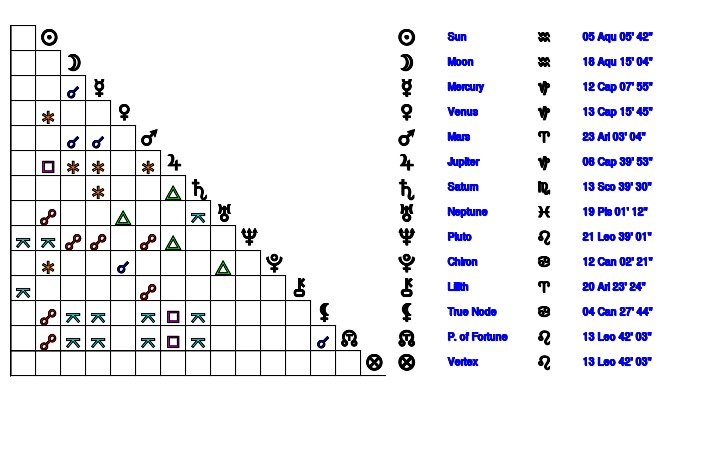 Sun 05 Aqu 05' 42"
Moon 18 Aqu 15' 04"
Mercury 12 Cap 07' 55"
Venus 13 Cap 15' 45"
Mars 23 Ari 03' 04"
Jupiter 08 Cap 39' 53"
Saturn 13 Sco 39' 30"
Neptune 19 Pis 01' 12"
Pluto 21 Leo 39' 01"
Chiron 12 Can 02' 21"
Lilith 20 Ari 23' 24"
True Node 04 Can 27' 44"
P. of Fortune 13 Leo 42' 03"
Vertex 13 Leo 42' 03"